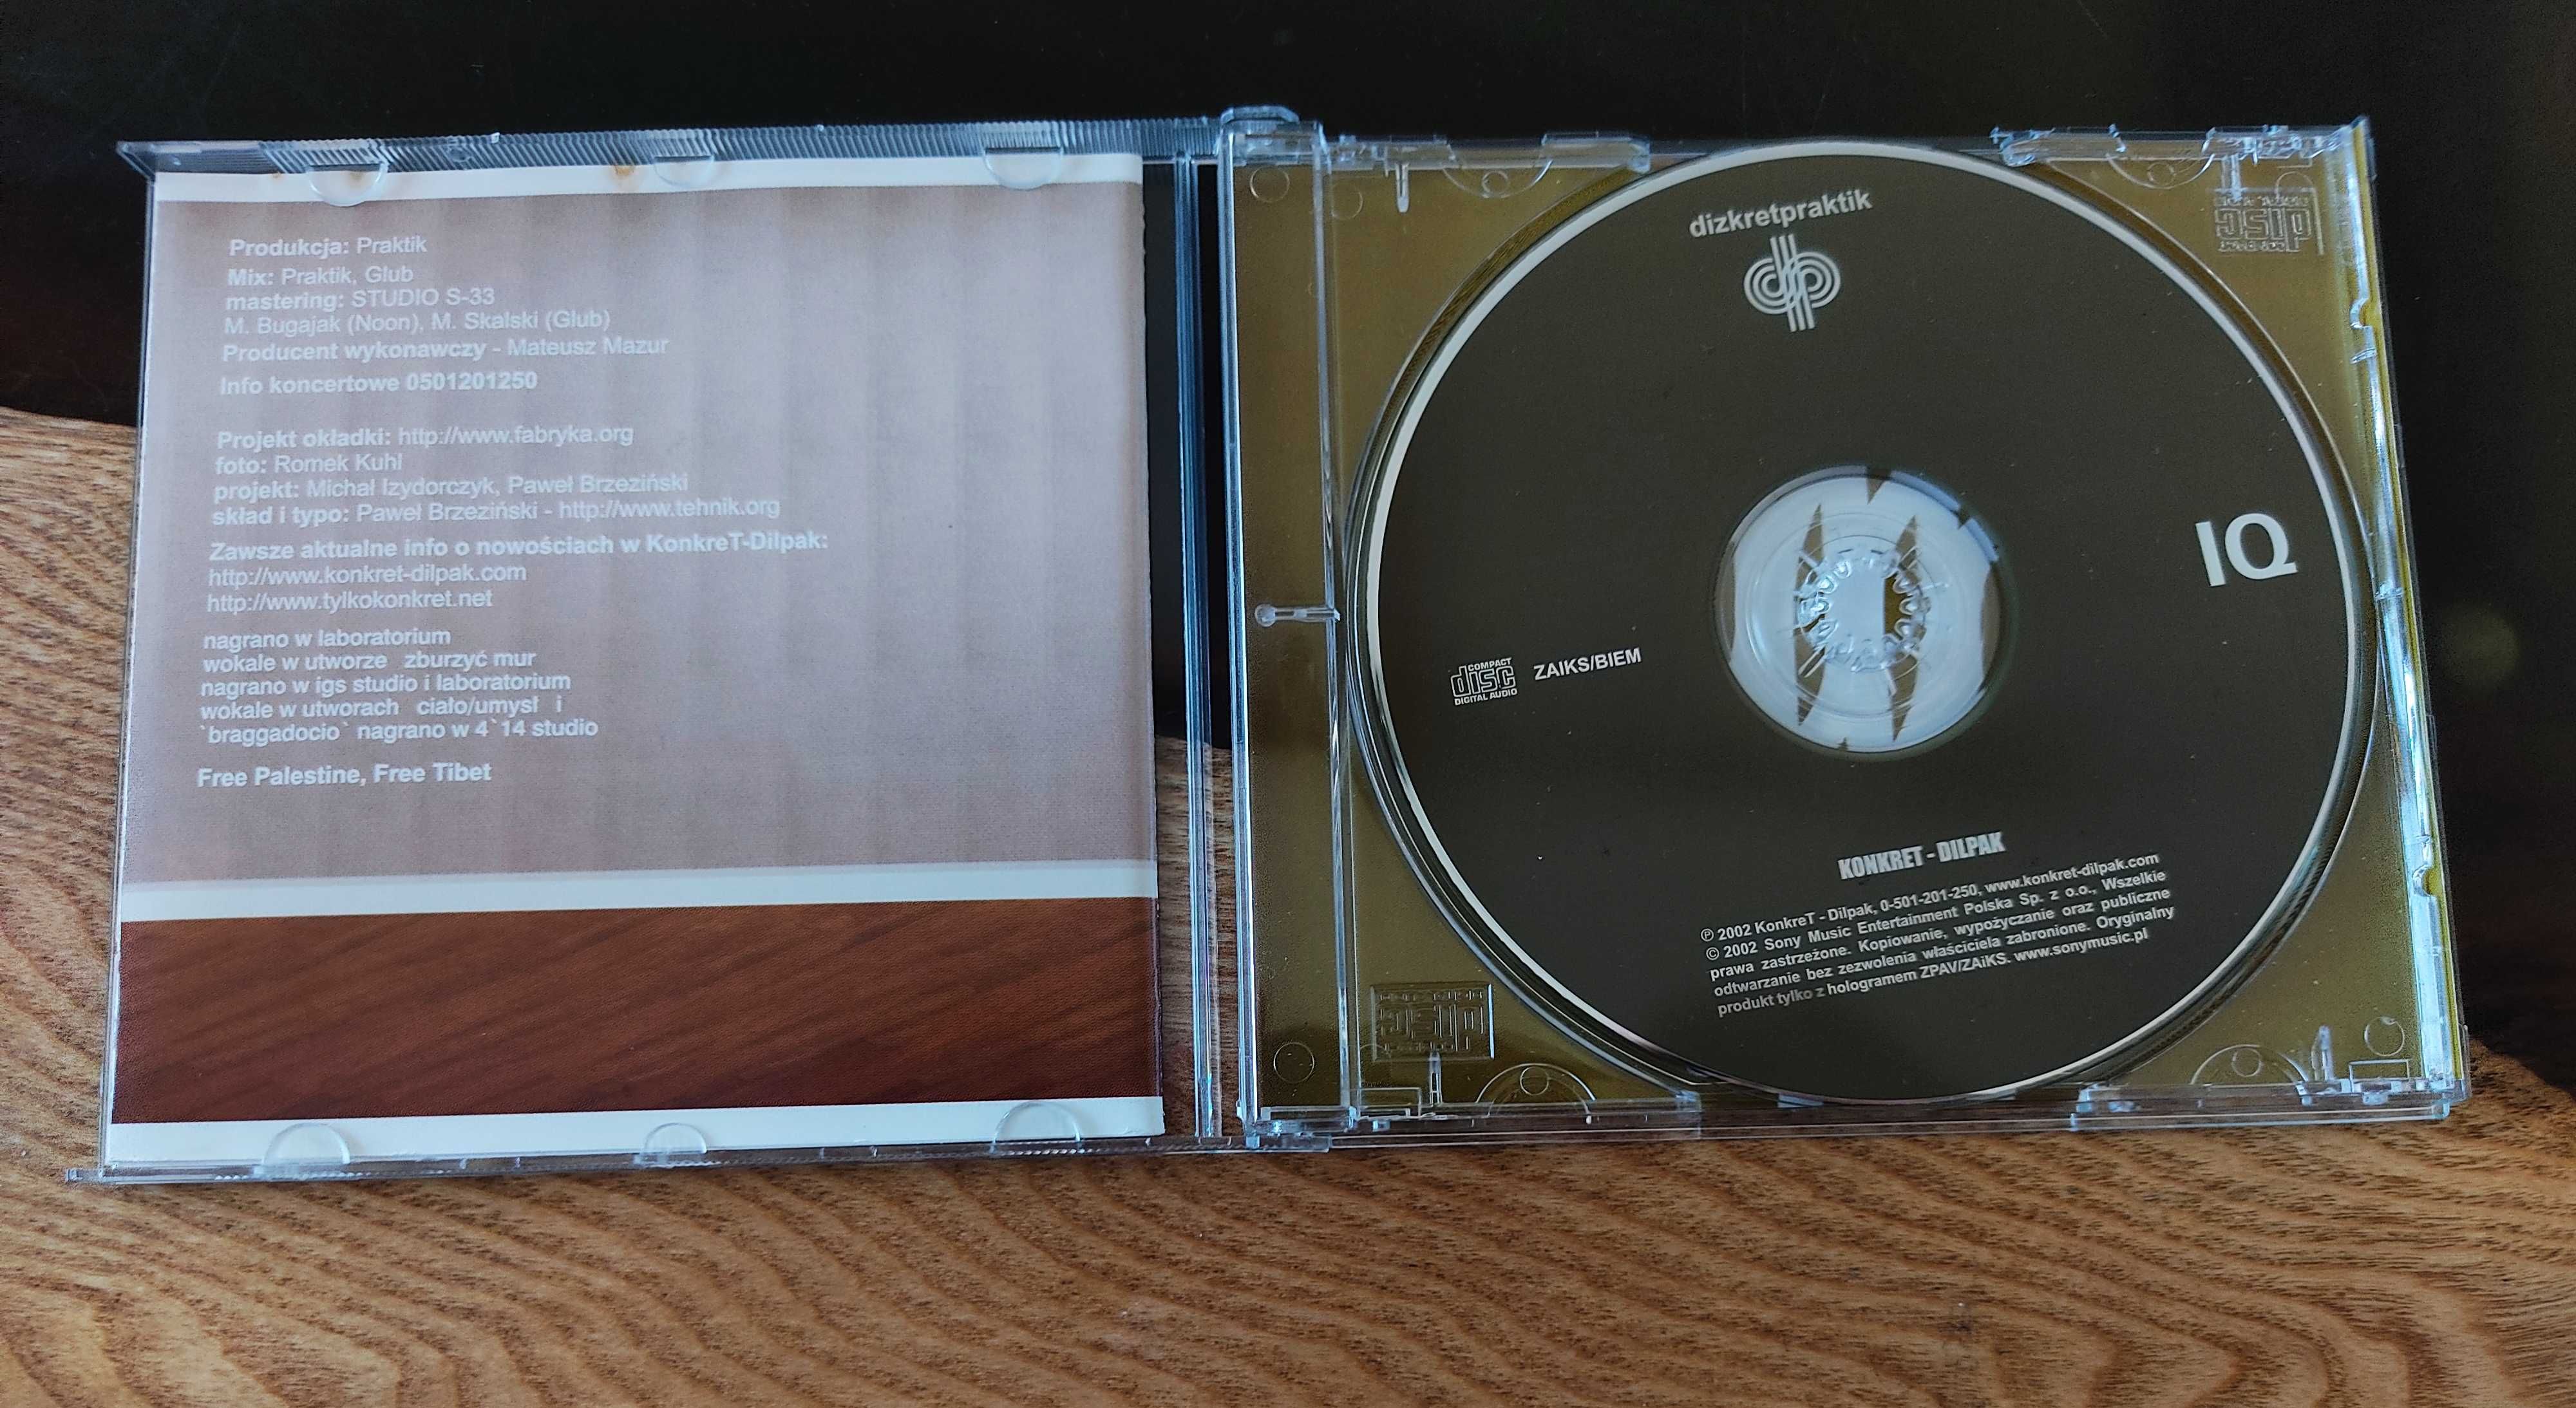 Produkcja: Praktik
Mix: Praktik, Glub
mastering: STUDIO S-33
M. Bugajak (Noon), M. Skalski (Glub)
Producent wykonawczy - Mateusz Mazur
Info koncertowe 0501201250
Projekt okładki: http://www.fabryka.org
foto: Romek Kuhl
projekt: Michał Izydorczyk, Paweł Brzeziński
skład i typo: Paweł Brzeziński - http://www.tehnik.org
Zawsze aktualne info o nowościach w KonkreT-Dilpak:
http://www.konkret-dilpak.com
http://www.tylkokonkret.net
nagrano w laboratorium
wokale w utworze zburzyć mur
nagrano w igs studio i laboratorium
wokale w utworach ciało/umysł i
`braggadocio` nagrano w 4`14 studio
Free Palestine, Free Tibet
dizkretpraktik
dp
IQ
COMPACT
disc
DIGITAL AUDIO
ZAIKS/BIEM
KONKRET - DILPAK
℗ 2002 KonkreT - Dilpak, 0-501-201-250, www.konkret-dilpak.com
© 2002 Sony Music Entertainment Polska Sp. z o.o., Wszelkie
prawa zastrzeżone. Kopiowanie, wypożyczanie oraz publiczne
odtwarzanie bez zezwolenia właściciela zabronione. Oryginalny
produkt tylko z hologramem ZPAV/ZAiKS. www.sonymusic.pl